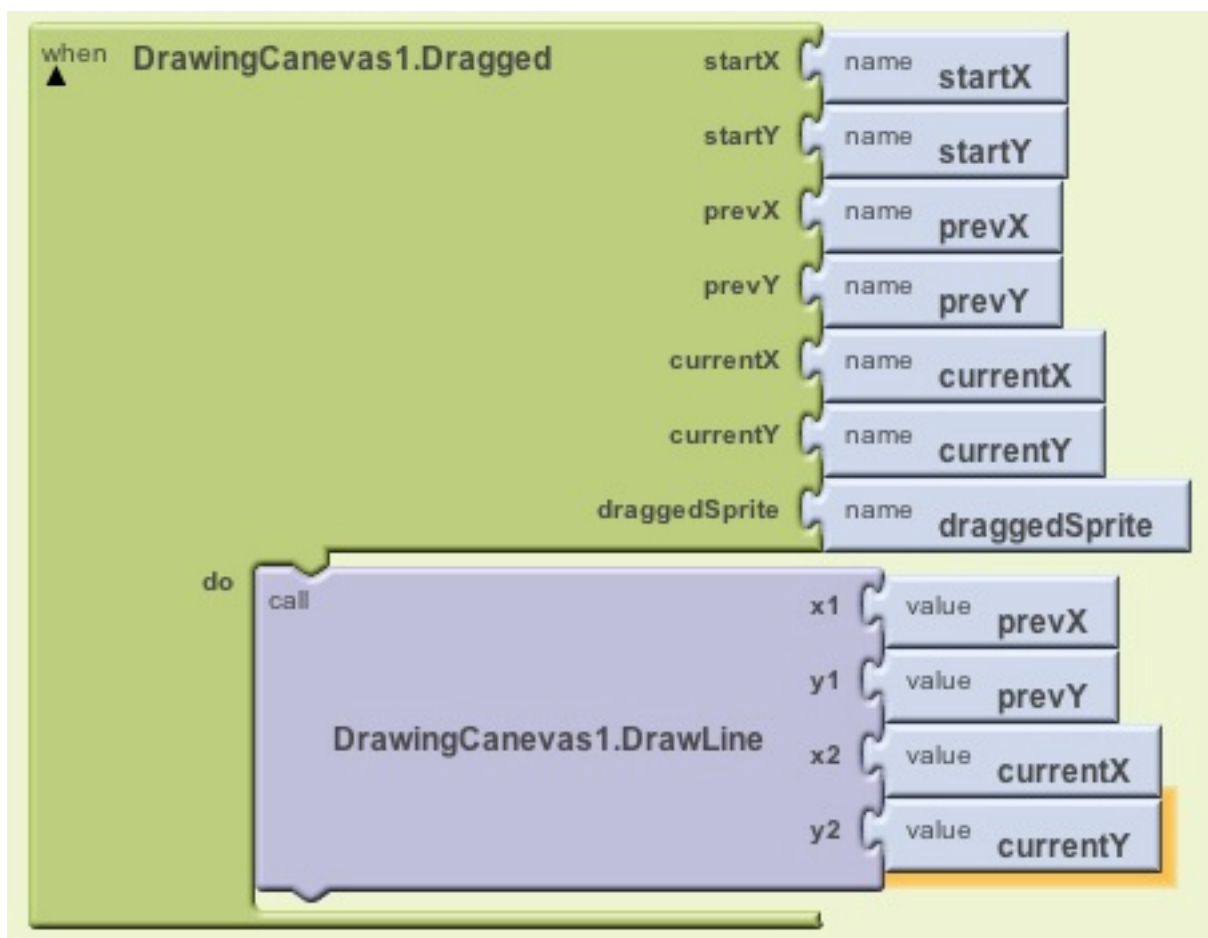 when DrawingCanevas1.Dragged startX name startX
startY name startY
prevX name prevX
prevY name prevY
currentX name currentX
currentY name currentY
draggedSprite name draggedSprite
do call x1 value prevX
y1 value prevY
DrawingCanevas1.DrawLine x2 value currentX
y2 value currentY